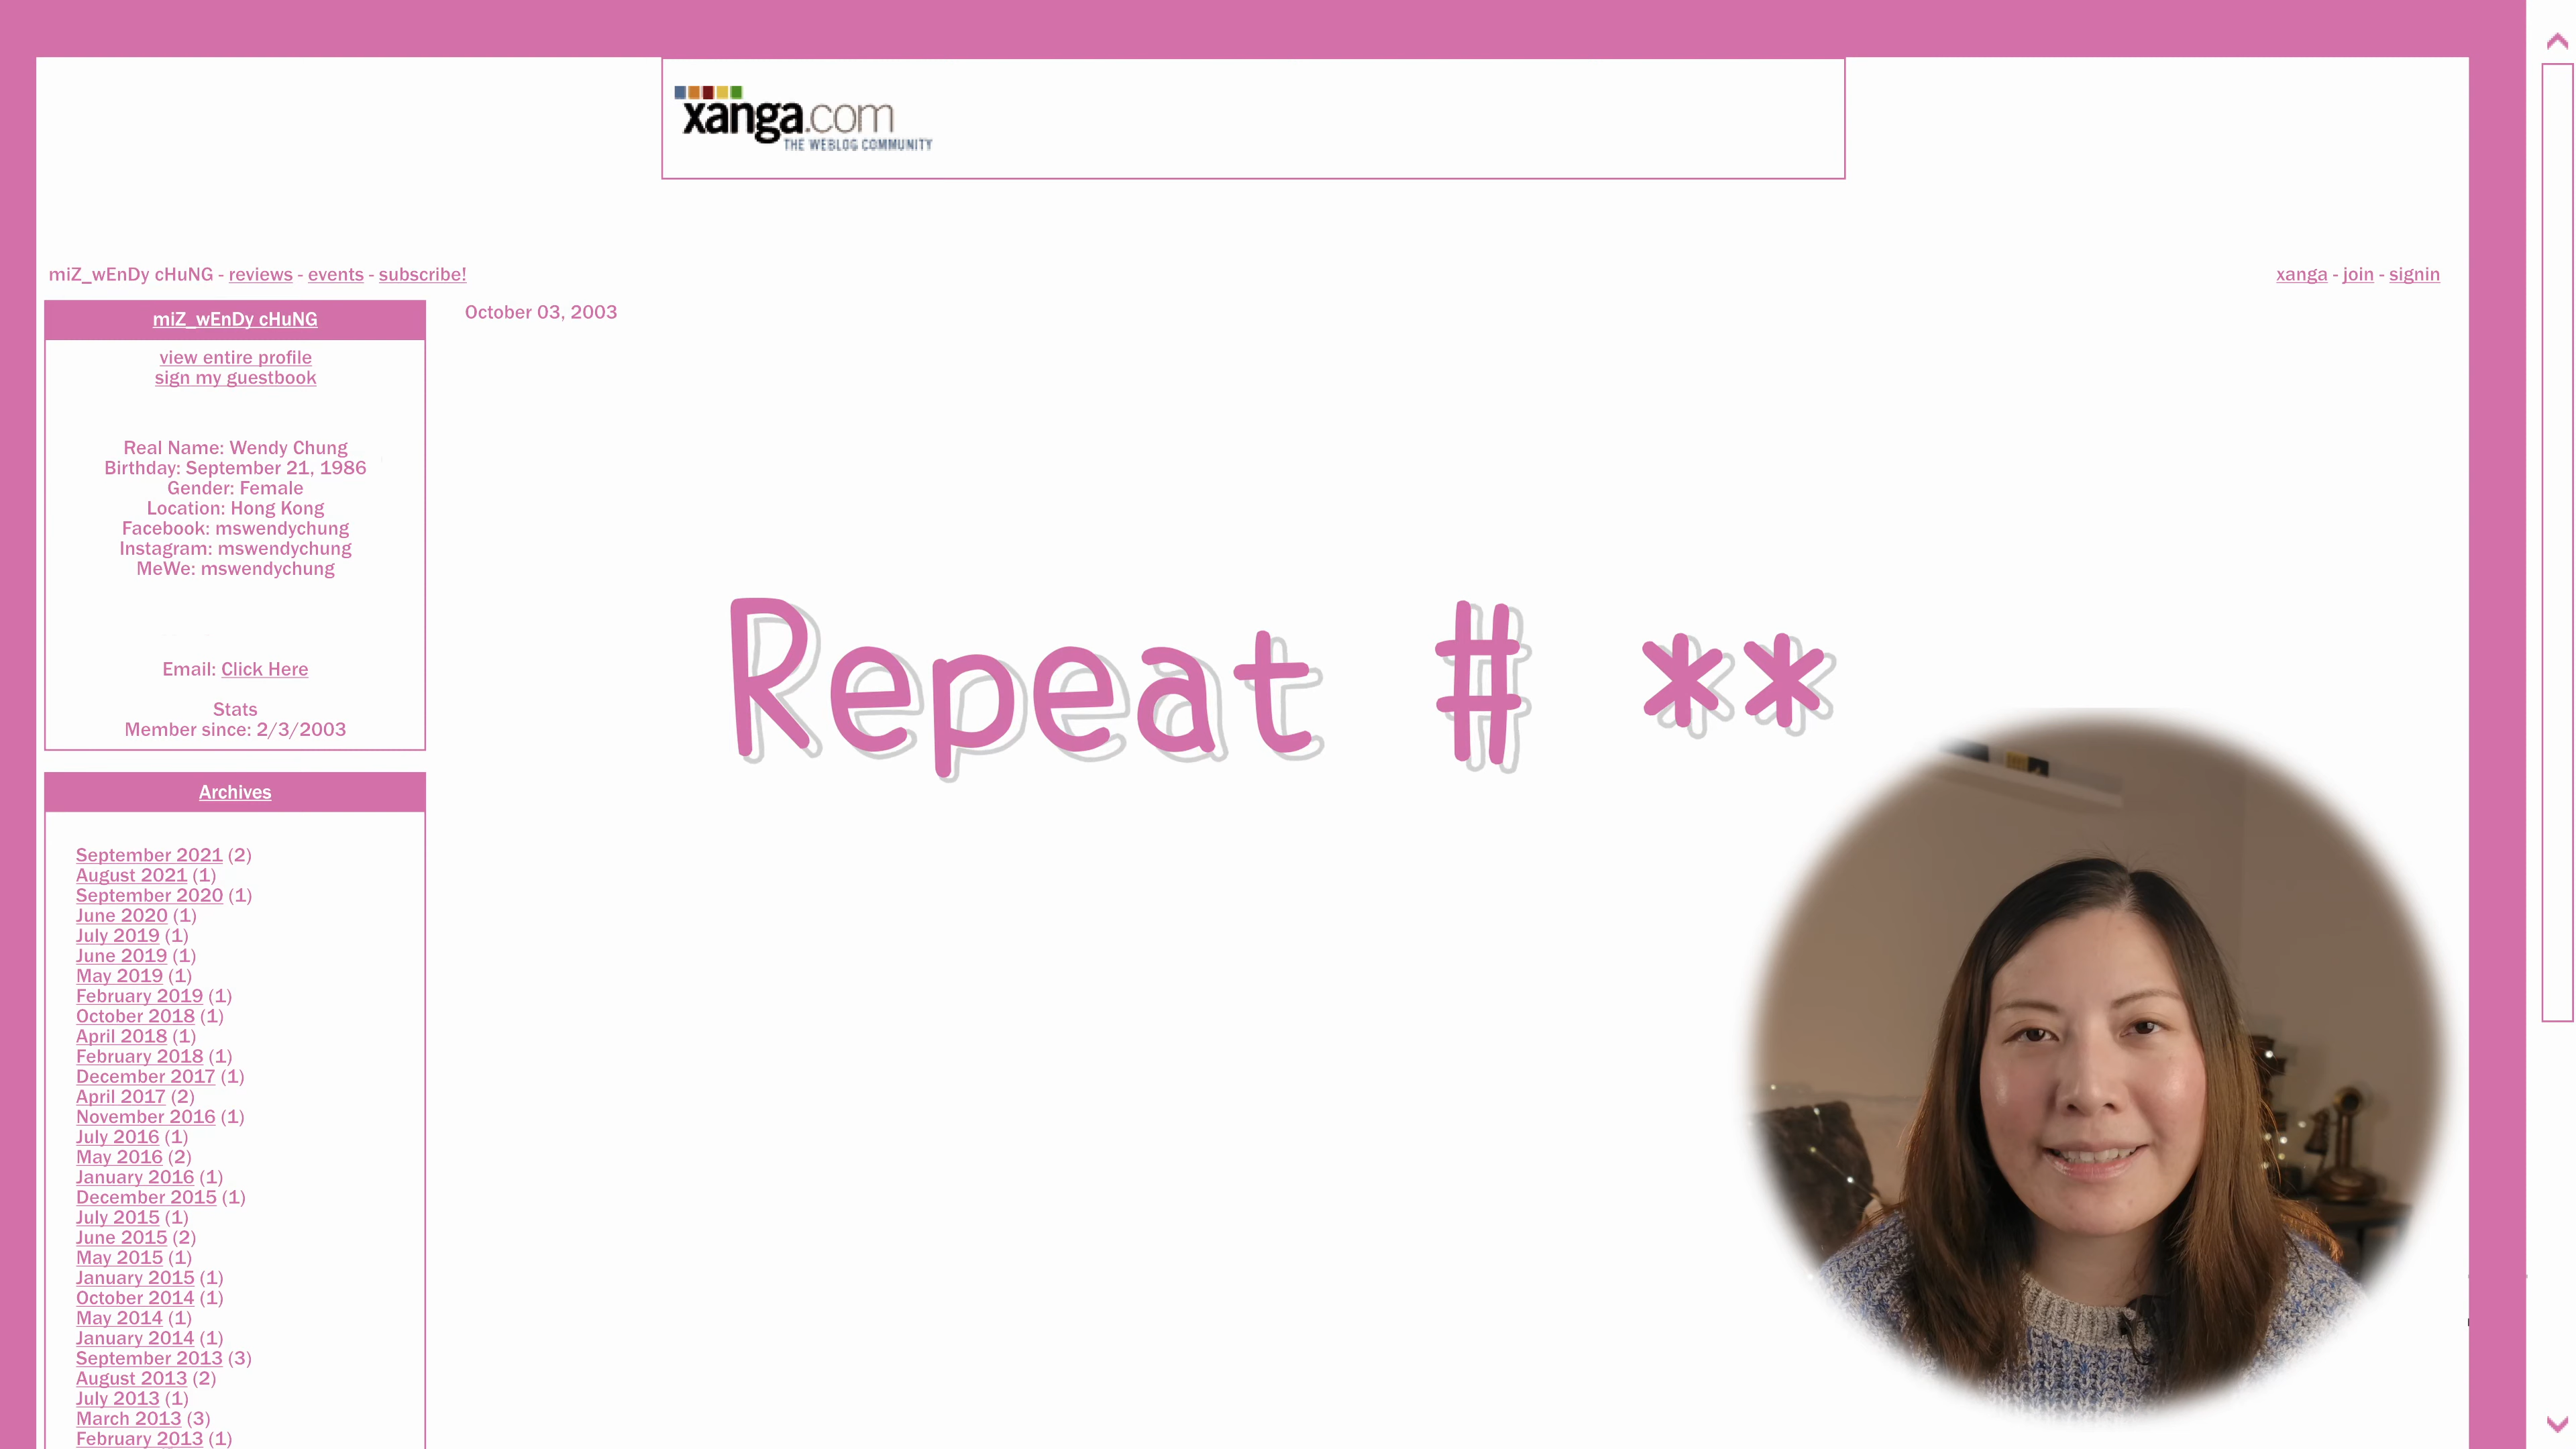 xanga.com
THE WEBLOG COMMUNITY
miZ_wEnDy cHuNG - reviews - events - subscribe!
xanga - join - signin
miZ_wEnDy cHuNG
view entire profile
sign my guestbook
Real Name: Wendy Chung
Birthday: September 21, 1986
Gender: Female
Location: Hong Kong
Facebook: mswendychung
Instagram: mswendychung
MeWe: mswendychung
Email: Click Here
Stats
Member since: 2/3/2003
Archives
September 2021 (2)
August 2021 (1)
September 2020 (1)
June 2020 (1)
July 2019 (1)
June 2019 (1)
May 2019 (1)
February 2019 (1)
October 2018 (1)
April 2018 (1)
February 2018 (1)
December 2017 (1)
April 2017 (2)
November 2016 (1)
July 2016 (1)
May 2016 (2)
January 2016 (1)
December 2015 (1)
July 2015 (1)
June 2015 (2)
May 2015 (1)
January 2015 (1)
October 2014 (1)
May 2014 (1)
January 2014 (1)
September 2013 (3)
August 2013 (2)
July 2013 (1)
March 2013 (3)
February 2013 (1)
October 03, 2003
Repeat # **